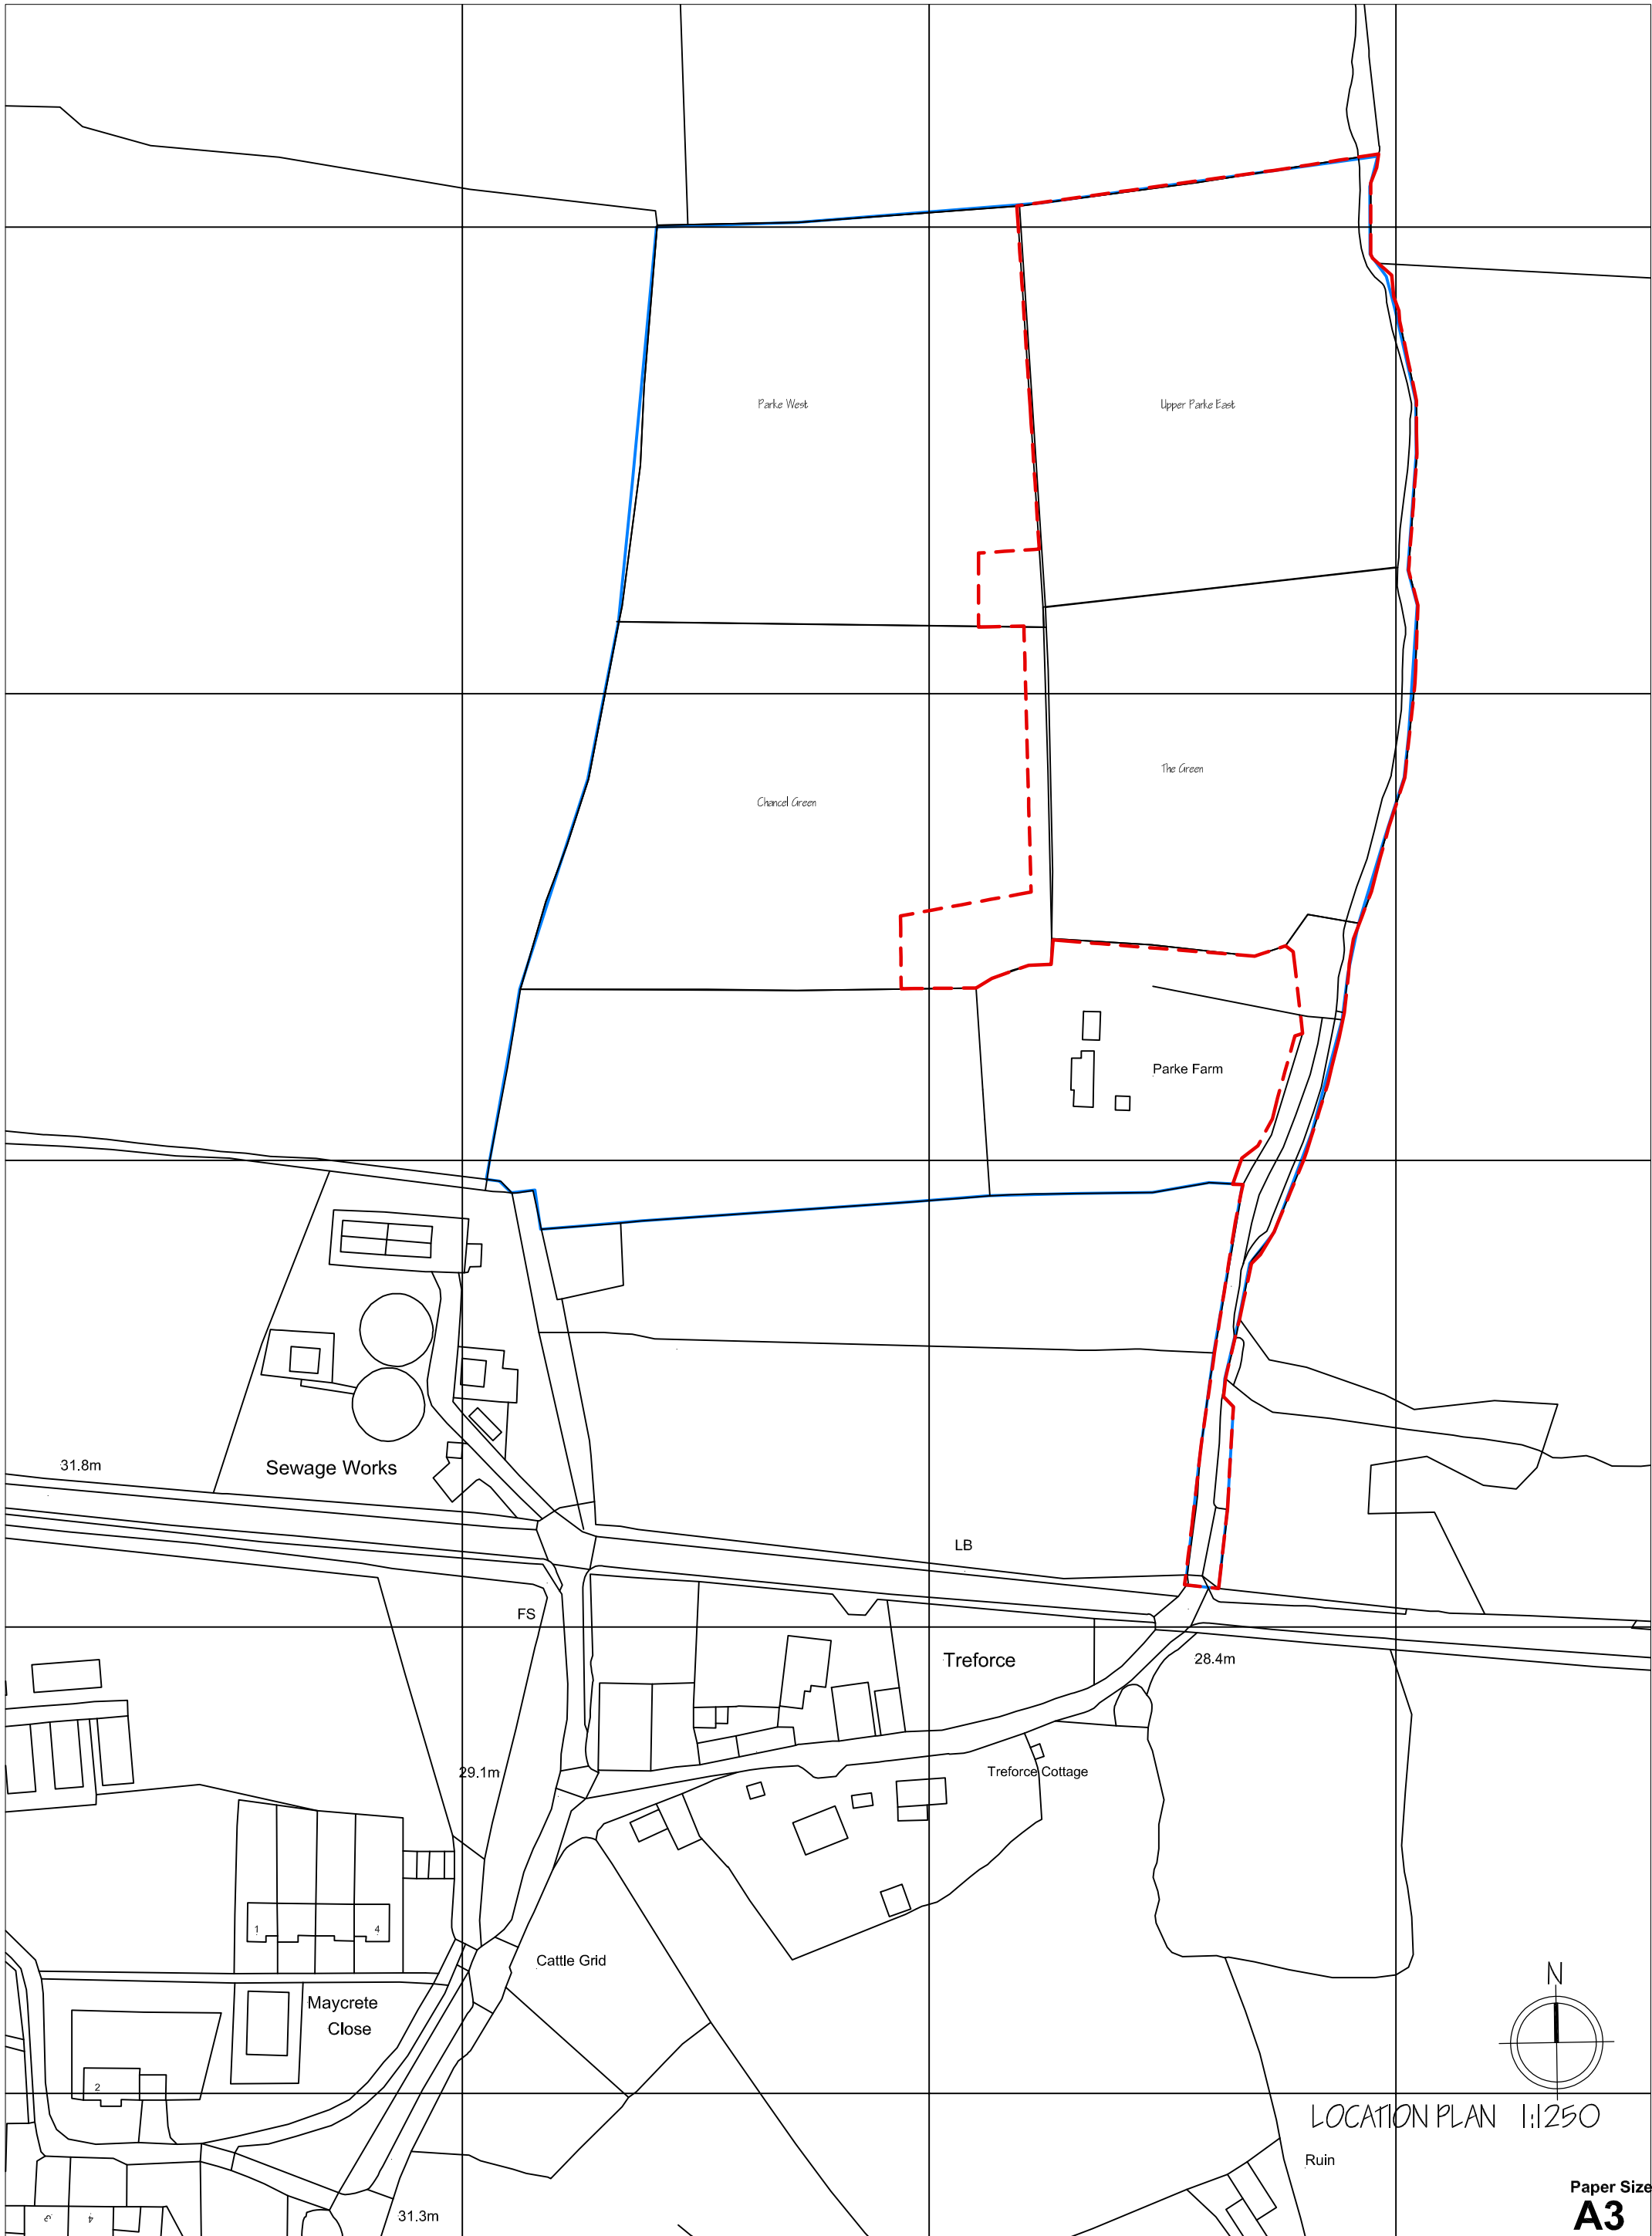 Parke West
Upper Parke East
The Green
Chancel Green
Parke Farm
31.8m
Sewage Works
LB
FS
Treforce
28.4m
29.1m
Treforce Cottage
1
4
Cattle Grid
Maycrete
Close
N
2
LOCATION PLAN 1:1250
Ruin
Paper Size
A3
3
4
31.3m